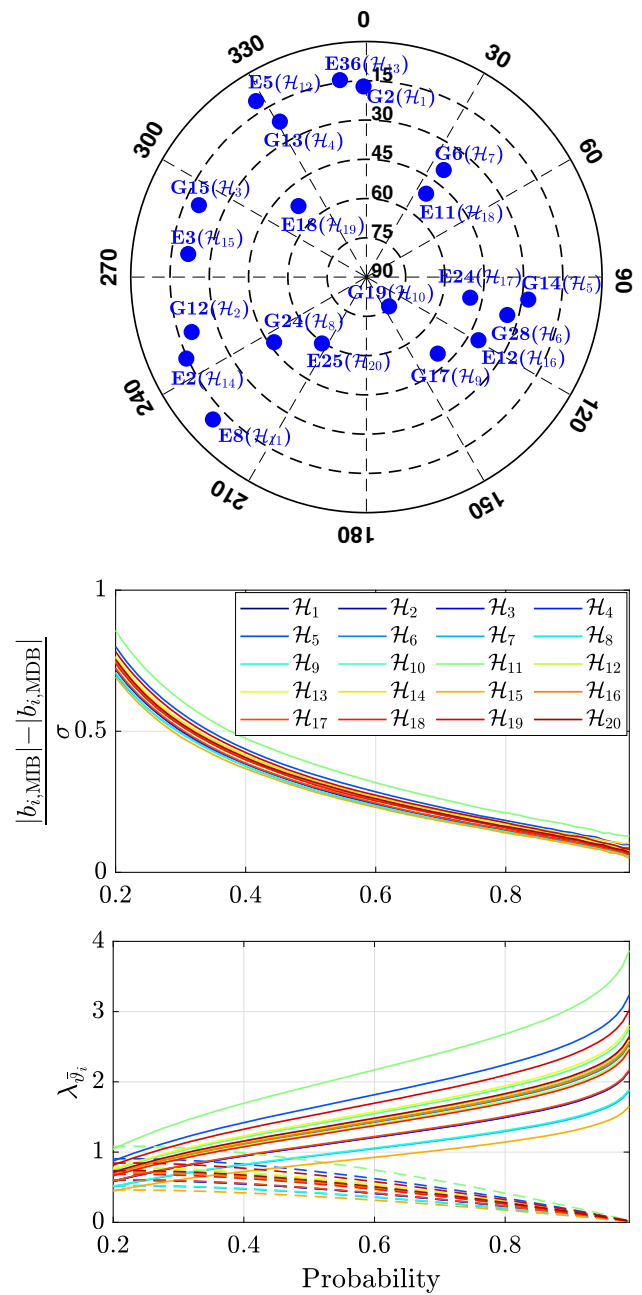 0
330
30
E36(ℋ₁₃)
E5(ℋ₁₂)
15
G2(ℋ₁)
30
G13(ℋ₄)
300
45
G6(ℋ₇)
60
G15(ℋ₃)
60
E18(ℋ₁₉)
E11(ℋ₁₈)
E3(ℋ₁₅)
75
270
90
E24(ℋ₁₇)
G14(ℋ₅)
90
G19(ℋ₁₀)
G12(ℋ₂)
G24(ℋ₈)
G28(ℋ₆)
E25(ℋ₂₀)
E12(ℋ₁₆)
E2(ℋ₁₄)
G17(ℋ₉)
240
120
E8(ℋ₁₁)
210
150
180
|b_{i,MIB}|−|b_{i,MDB}|
σ
1
0.5
0
ℋ₁ ℋ₂ ℋ₃ ℋ₄
ℋ₅ ℋ₆ ℋ₇ ℋ₈
ℋ₉ ℋ₁₀ ℋ₁₁ ℋ₁₂
ℋ₁₃ ℋ₁₄ ℋ₁₅ ℋ₁₆
ℋ₁₇ ℋ₁₈ ℋ₁₉ ℋ₂₀
0.2 0.4 0.6 0.8
λ_{ϑ̄_i}
4
3
2
1
0
0.2 0.4 0.6 0.8
Probability